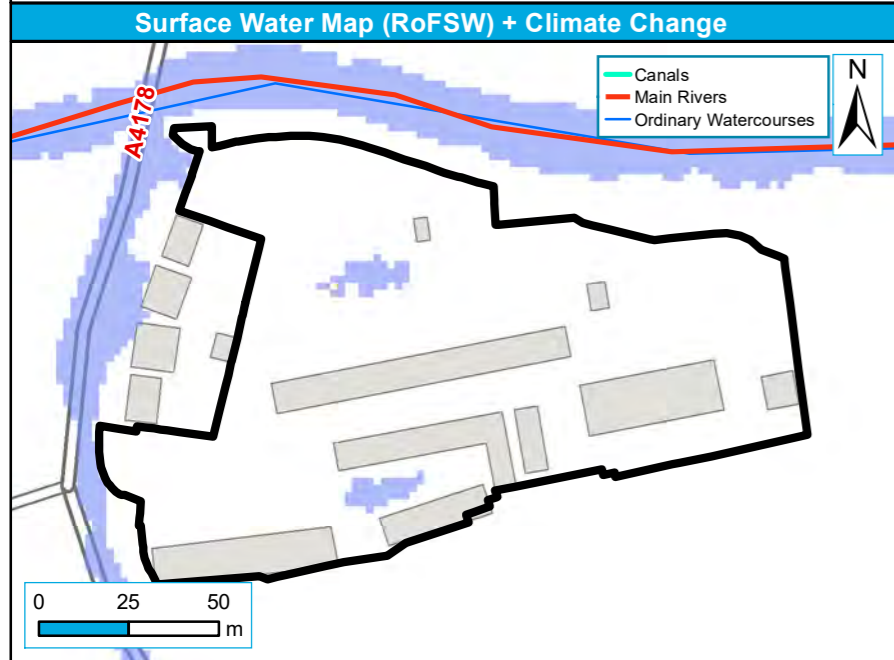 Surface Water Map (RoFSW) + Climate Change
Canals
Main Rivers
Ordinary Watercourses
N
A4178
0 25 50
m